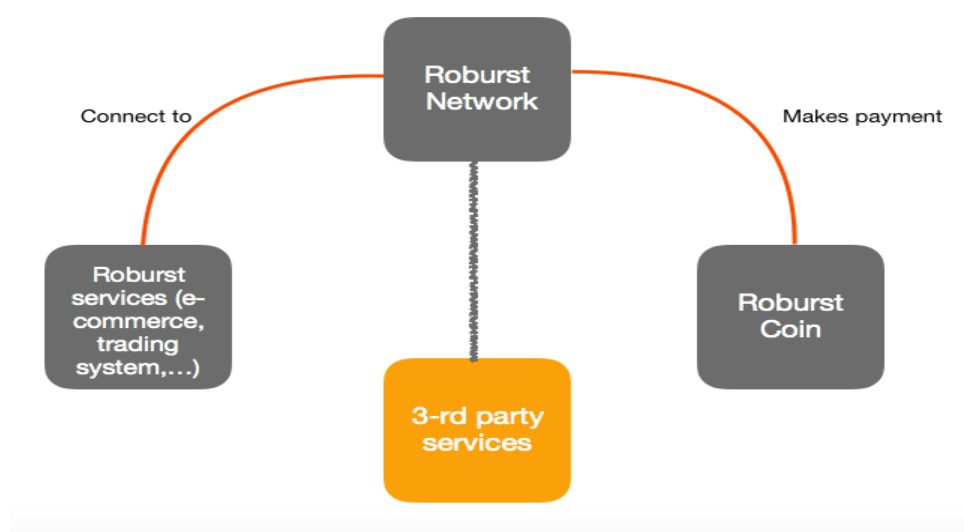 Roburst
Network
Connect to
Makes payment
Roburst
services (e-
commerce,
trading
system,...)
Roburst
Coin
3-rd party
services